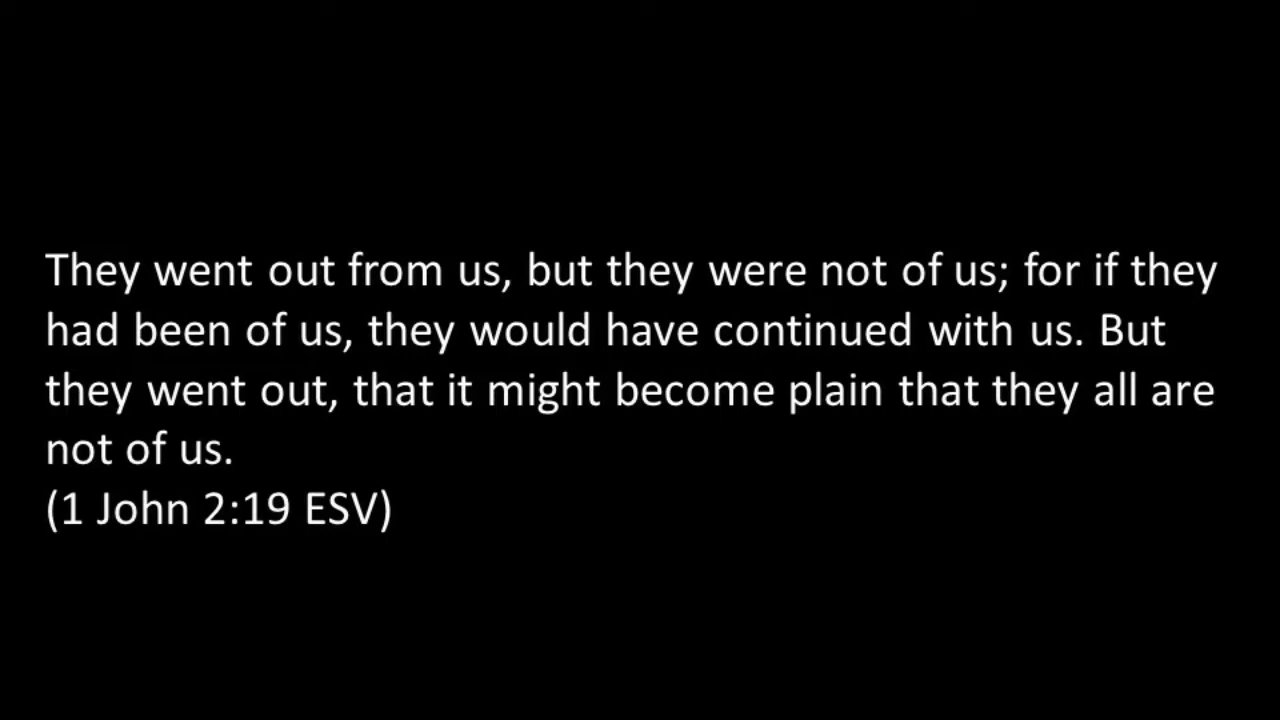 They went out from us, but they were not of us; for if they
had been of us, they would have continued with us. But
they went out, that it might become plain that they all are
not of us.
(1 John 2:19 ESV)